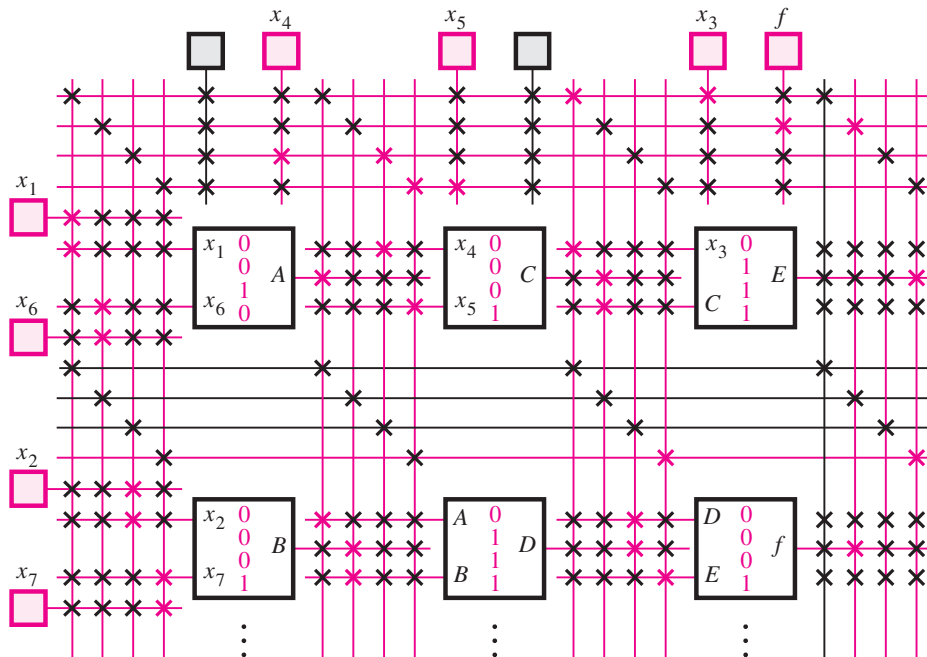 x4 x5 x3 f
x1
x1 0 0 1 0 A x6
x4 0 0 0 1 C x5
x3 0 1 1 1 E C
x6
x2
x2 0 0 0 1 B x7
A 0 1 1 1 D B
D 0 0 0 1 f E
x7